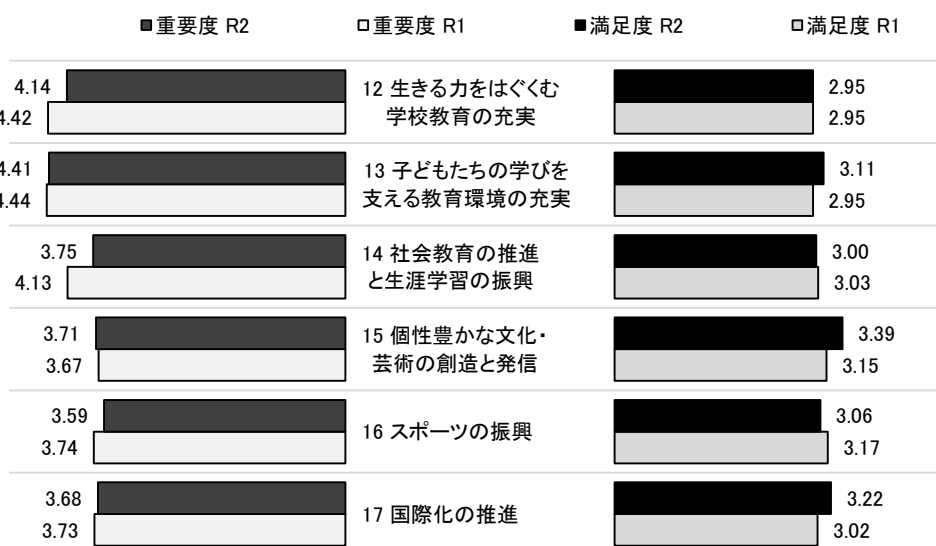 ■重要度 R2 □重要度 R1 ■満足度 R2 □満足度 R1
4.14 12 生きる力をはぐくむ 2.95
4.42 学校教育の充実 2.95
4.41 13 子どもたちの学びを 3.11
4.44 支える教育環境の充実 2.95
3.75 14 社会教育の推進 3.00
4.13 と生涯学習の振興 3.03
3.71 15 個性豊かな文化・ 3.39
3.67 芸術の創造と発信 3.15
3.59 16 スポーツの振興 3.06
3.74 3.17
3.68 17 国際化の推進 3.22
3.73 3.02